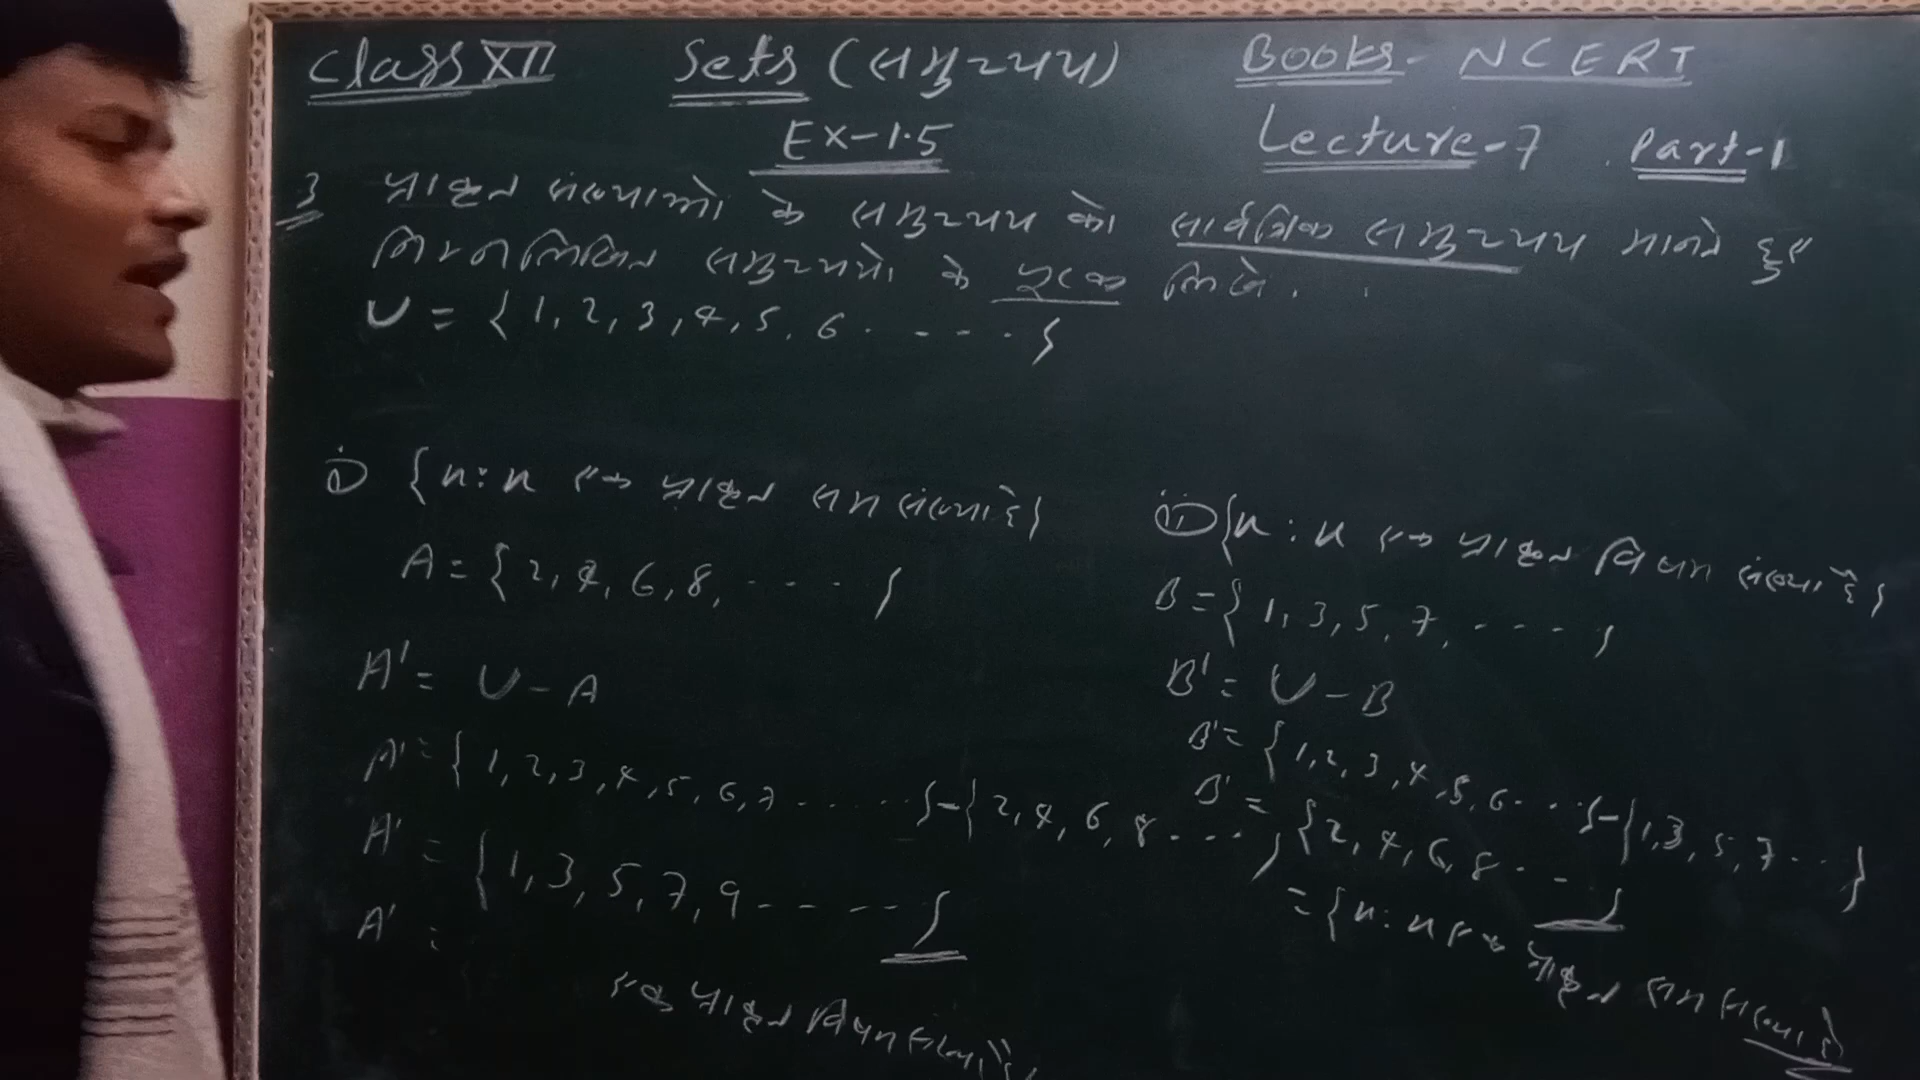 Class XII Sets (समुच्चय) Books - NCERT
Ex-1.5 Lecture-7 Part-1
3 प्राकृत संख्याओं के समुच्चय को सार्वत्रिक समुच्चय मानते हुए
निम्नलिखित समुच्चयों के पूरक लिखो.
U = { 1, 2, 3, 4, 5, 6 . - - - . }
(i) {n : n एक प्राकृत सम संख्या है}
A = { 2, 4, 6, 8, - - - - }
A' = U - A
A' = { 1, 2, 3, 4, 5, 6, 7 ....... } - { 2, 4, 6, 8 .... }
A' = { 1, 3, 5, 7, 9 - - - - - }
A' =
एक प्राकृत विषम संख्या है}
(ii) {n : n एक प्राकृत विषम संख्या है}
B = { 1, 3, 5, 7, - - - - }
B' = U - B
B' = { 1, 2, 3, 4, 5, 6 .... } - { 1, 3, 5, 7 ... }
B' = { 2, 4, 6, 8 .. - - }
= {n : n एक प्राकृत सम संख्या है}